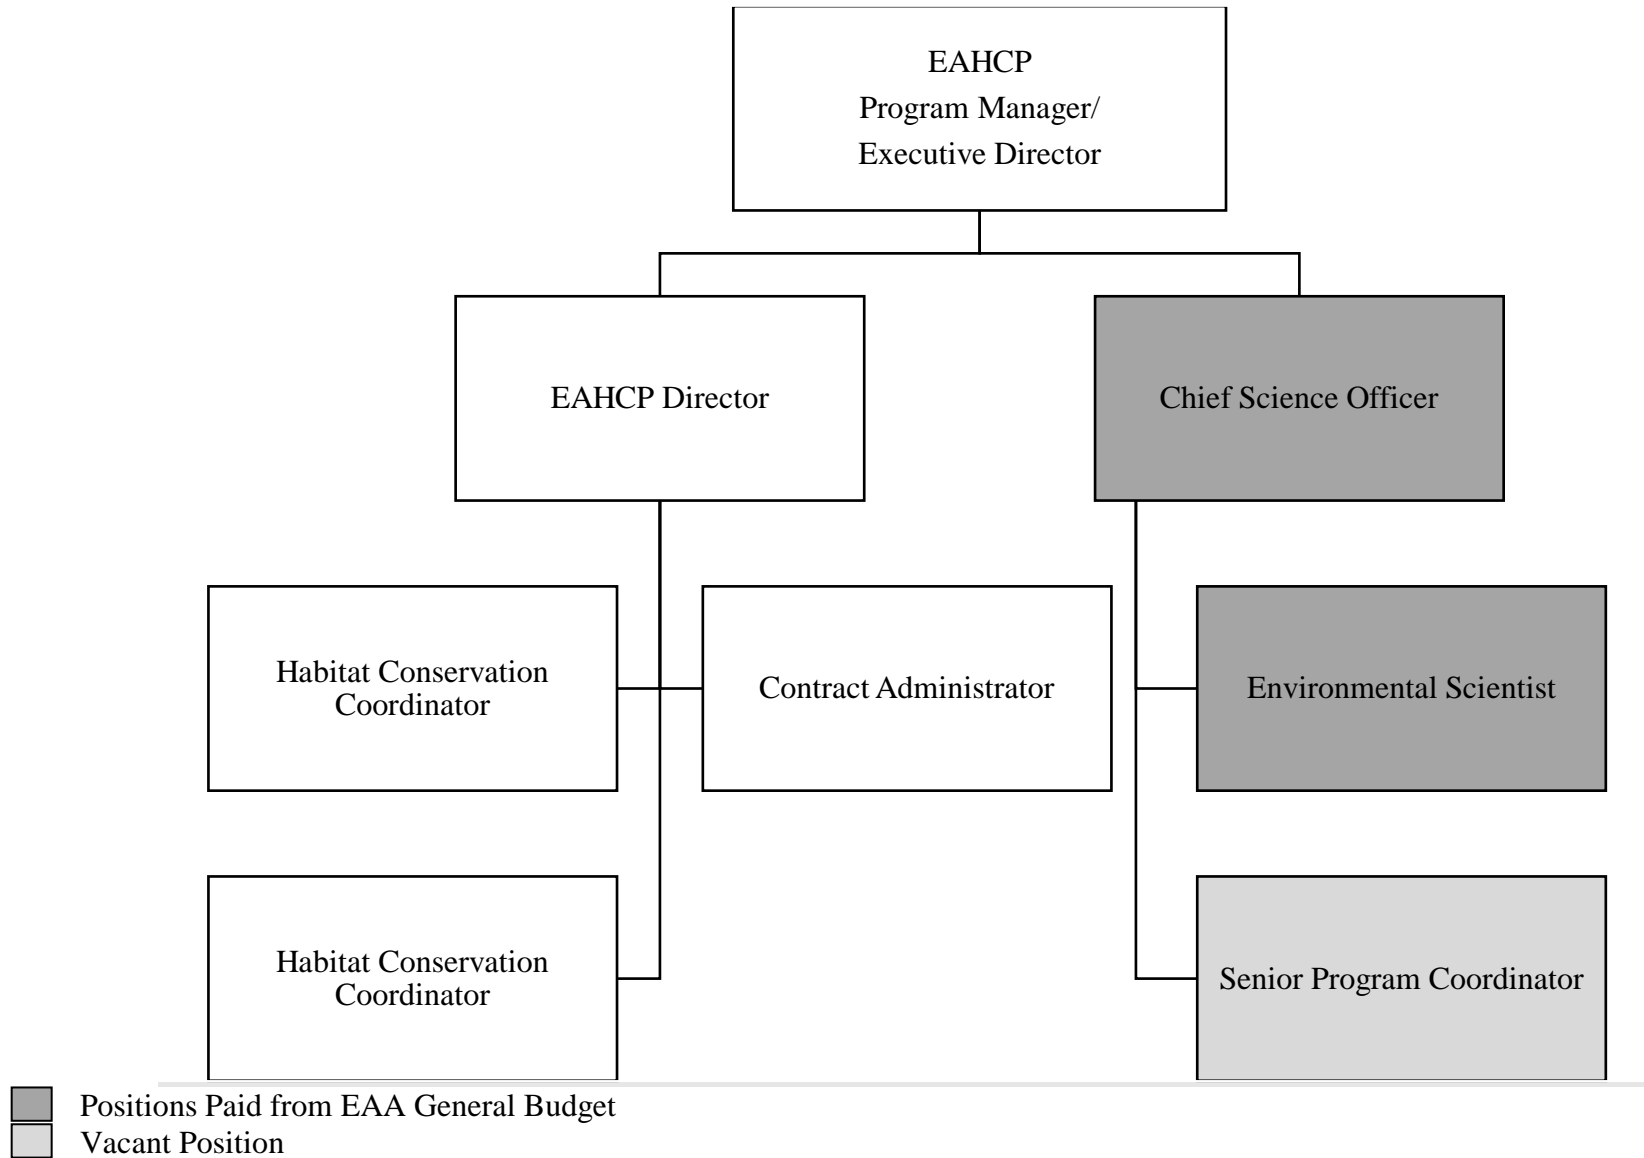 EAHCP
Program Manager/
Executive Director
EAHCP Director
Chief Science Officer
Habitat Conservation
Coordinator
Contract Administrator
Environmental Scientist
Habitat Conservation
Coordinator
Senior Program Coordinator
Positions Paid from EAA General Budget
Vacant Position